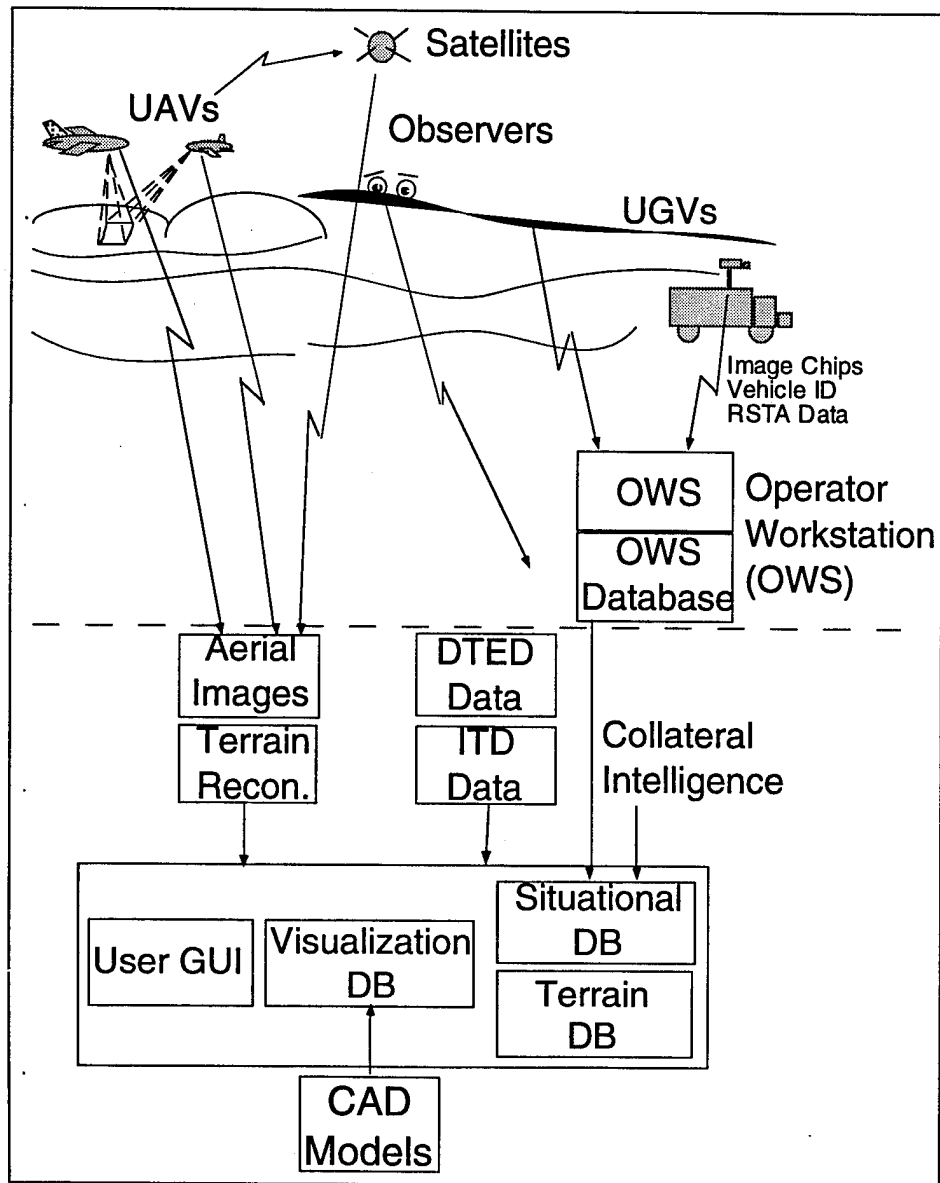 Satellites
UAVs
Observers
UGVs
Image Chips
Vehicle ID
RSTA Data
OWS
OWS
Database
Operator
Workstation
(OWS)
Aerial
Images
Terrain
Recon.
DTED
Data
ITD
Data
Collateral
Intelligence
User GUI
Visualization
DB
Situational
DB
Terrain
DB
CAD
Models